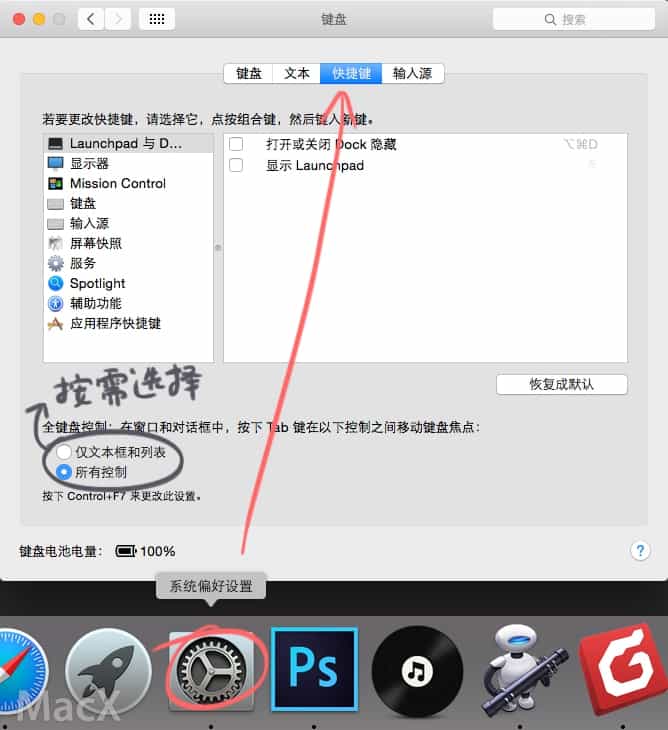 键盘
搜索
键盘
文本
快捷键
输入源
若要更改快捷键，请选择它，点按组合键，然后键入新键。
Launchpad 与 D...
显示器
Mission Control
键盘
输入源
屏幕快照
服务
Spotlight
辅助功能
应用程序快捷键
打开或关闭 Dock 隐藏
⌥⌘D
显示 Launchpad
恢复成默认
按需选择
全键盘控制：在窗口和对话框中，按下 Tab 键在以下控制之间移动键盘焦点：
仅文本框和列表
所有控制
按下 Control+F7 来更改此设置。
键盘电池电量：
100%
?
系统偏好设置
Ps
MacX